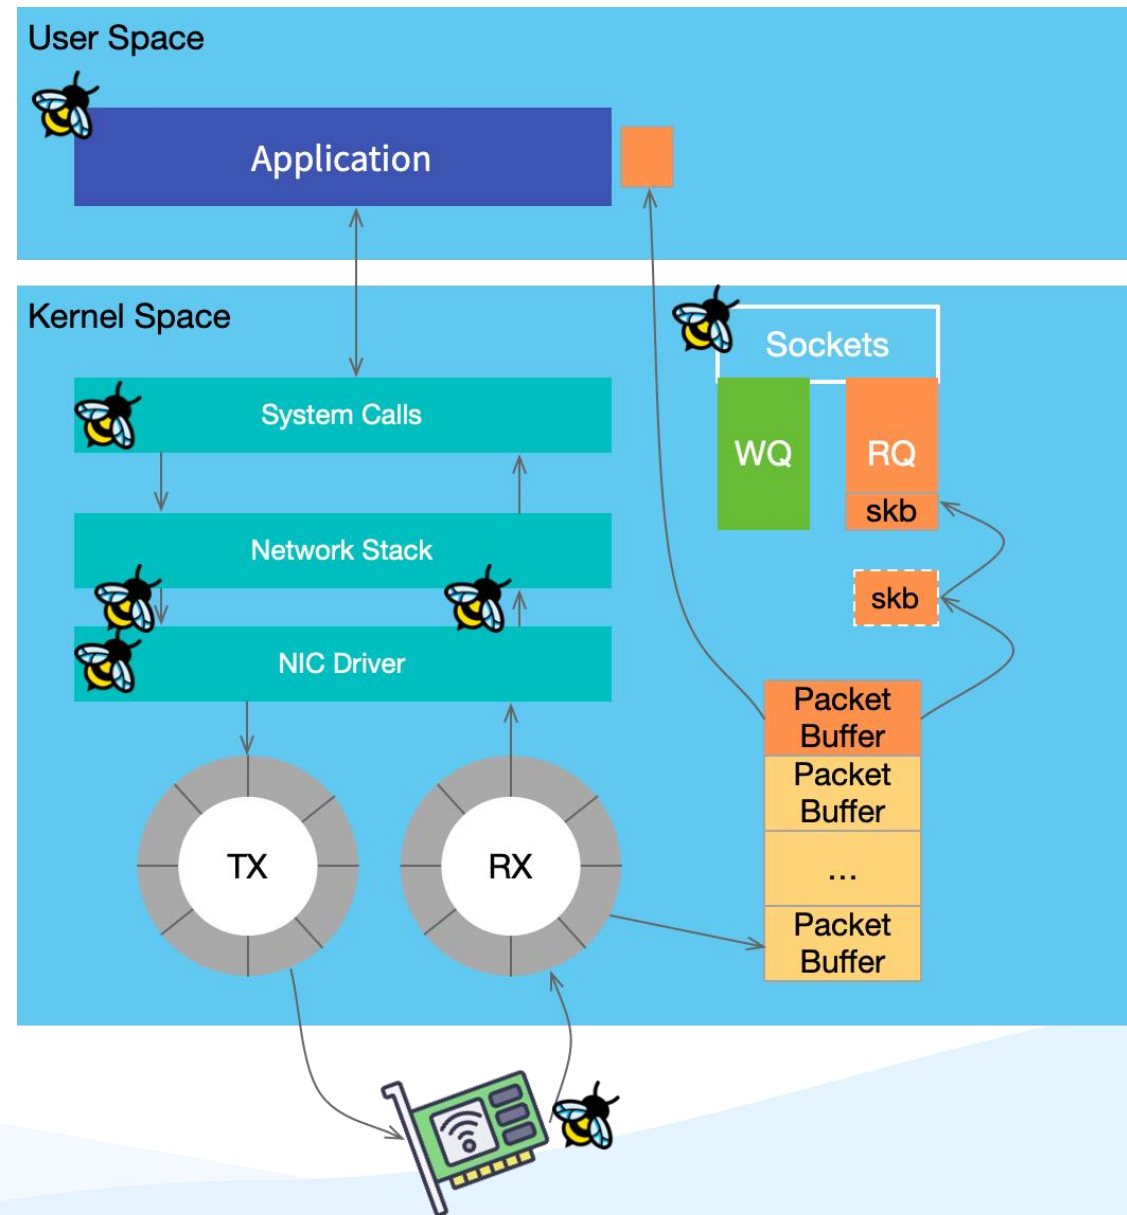 User Space
Application
Kernel Space
Sockets
System Calls
WQ
RQ
skb
Network Stack
skb
NIC Driver
Packet
Buffer
Packet
Buffer
...
Packet
Buffer
TX
RX